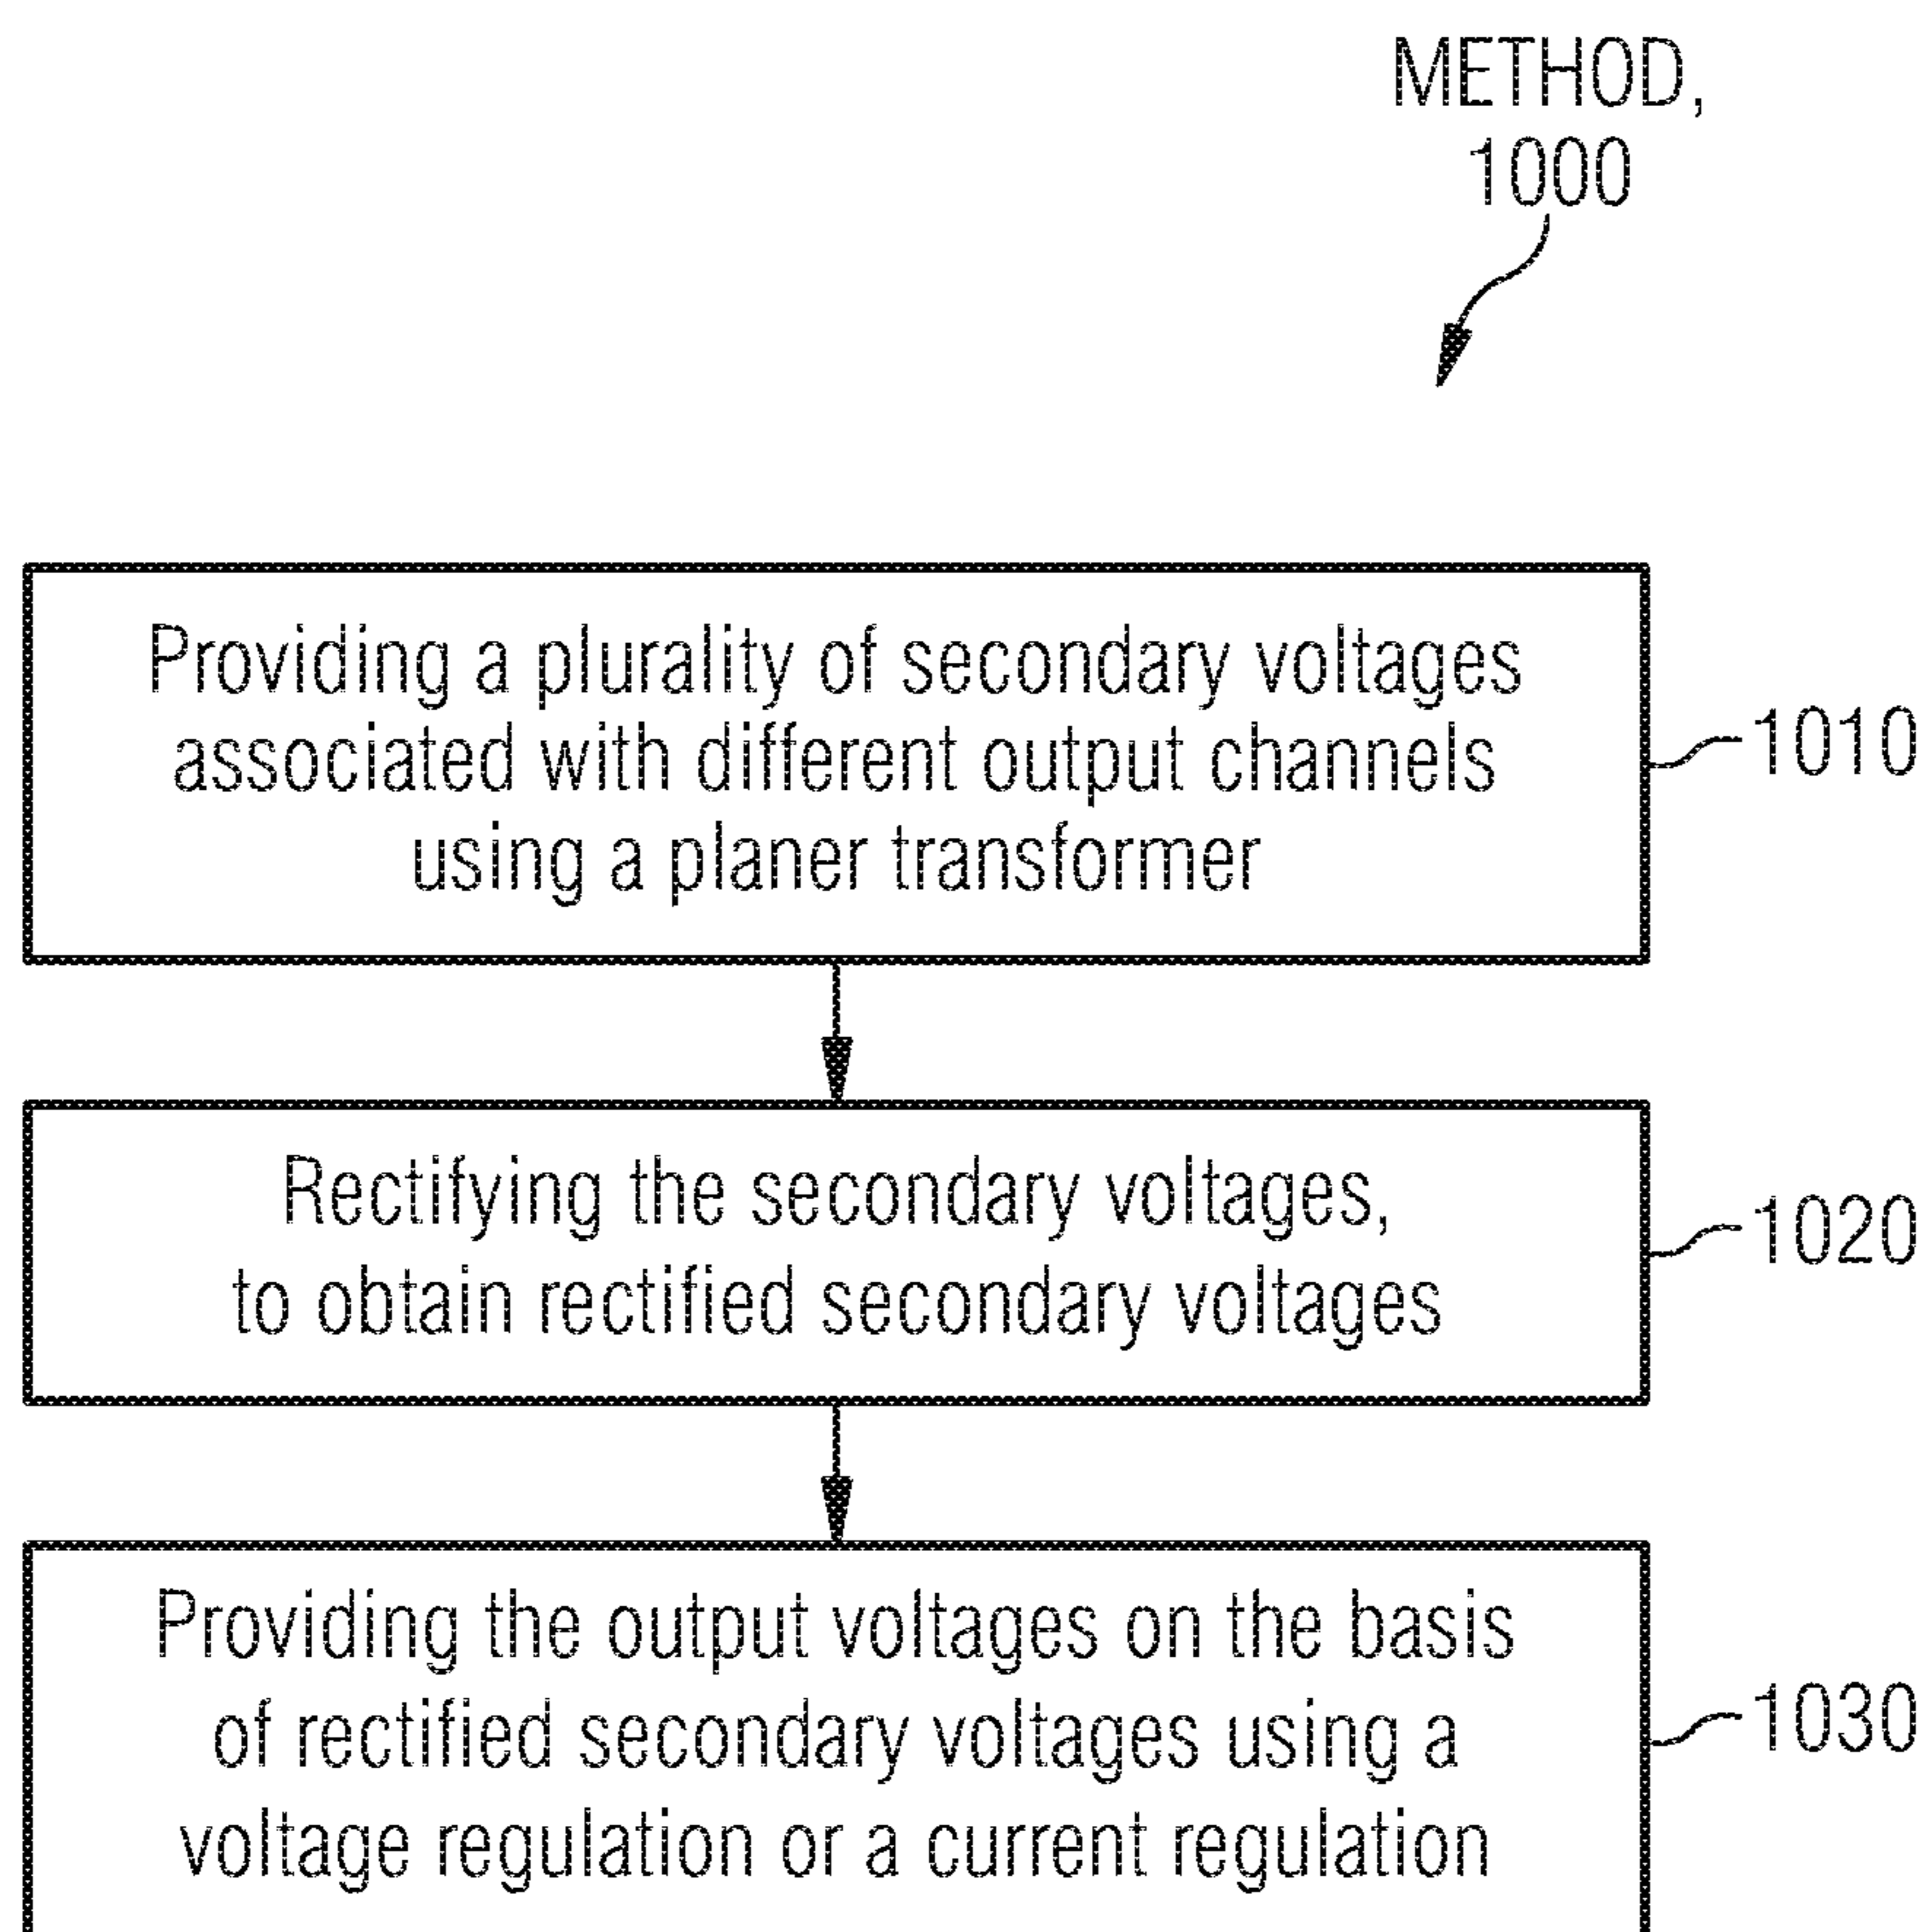 METHOD,
1000
Providing a plurality of secondary voltages
associated with different output channels
using a planer transformer
1010
Rectifying the secondary voltages,
to obtain rectified secondary voltages
1020
Providing the output voltages on the basis
of rectified secondary voltages using a
voltage regulation or a current regulation
1030